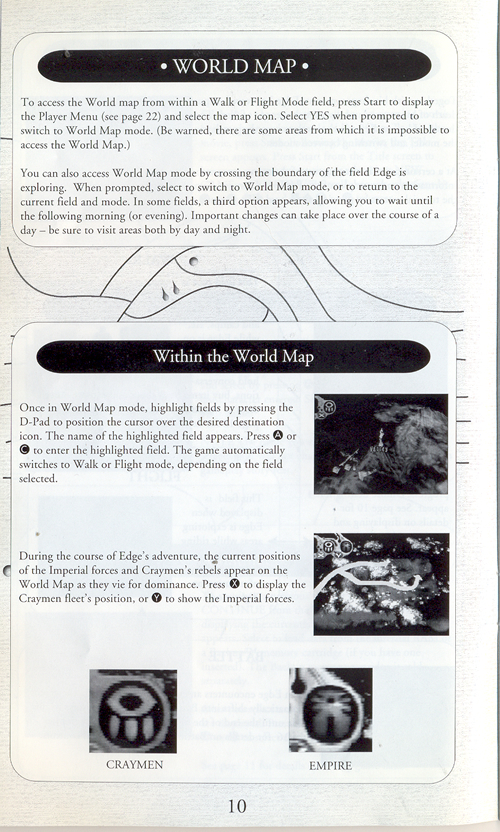 • WORLD MAP •
To access the World map from within a Walk or Flight Mode field, press Start to display
the Player Menu (see page 22) and select the map icon. Select YES when prompted to
switch to World Map mode. (Be warned, there are some areas from which it is impossible to
access the World Map.)
You can also access World Map mode by crossing the boundary of the field Edge is
exploring. When prompted, select to switch to World Map mode, or to return to the
current field and mode. In some fields, a third option appears, allowing you to wait until
the following morning (or evening). Important changes can take place over the course of a
day – be sure to visit areas both by day and night.
Within the World Map
Once in World Map mode, highlight fields by pressing the
D-Pad to position the cursor over the desired destination
icon. The name of the highlighted field appears. Press A or
C to enter the highlighted field. The game automatically
switches to Walk or Flight mode, depending on the field
selected.
During the course of Edge's adventure, the current positions
of the Imperial forces and Craymen's rebels appear on the
World Map as they vie for dominance. Press X to display the
Craymen fleet's position, or Y to show the Imperial forces.
CRAYMEN
EMPIRE
10